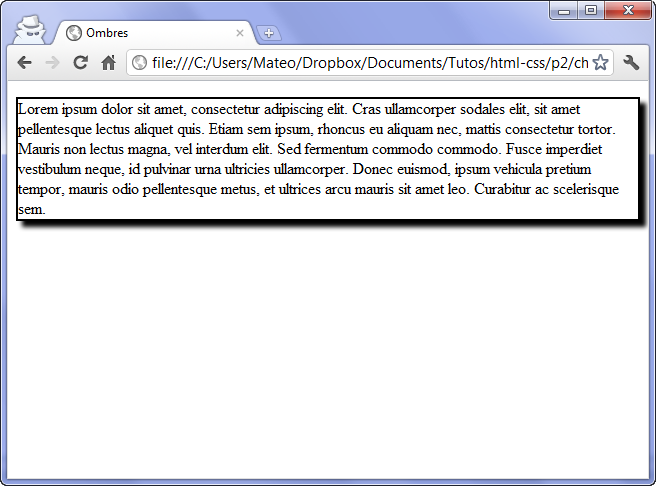 Ombres
file:///C:/Users/Mateo/Dropbox/Documents/Tutos/html-css/p2/ch
Lorem ipsum dolor sit amet, consectetur adipiscing elit. Cras ullamcorper sodales elit, sit amet
pellentesque lectus aliquet quis. Etiam sem ipsum, rhoncus eu aliquam nec, mattis consectetur tortor.
Mauris non lectus magna, vel interdum elit. Sed fermentum commodo commodo. Fusce imperdiet
vestibulum neque, id pulvinar urna ultricies ullamcorper. Donec euismod, ipsum vehicula pretium
tempor, mauris odio pellentesque metus, et ultrices arcu mauris sit amet leo. Curabitur ac scelerisque
sem.